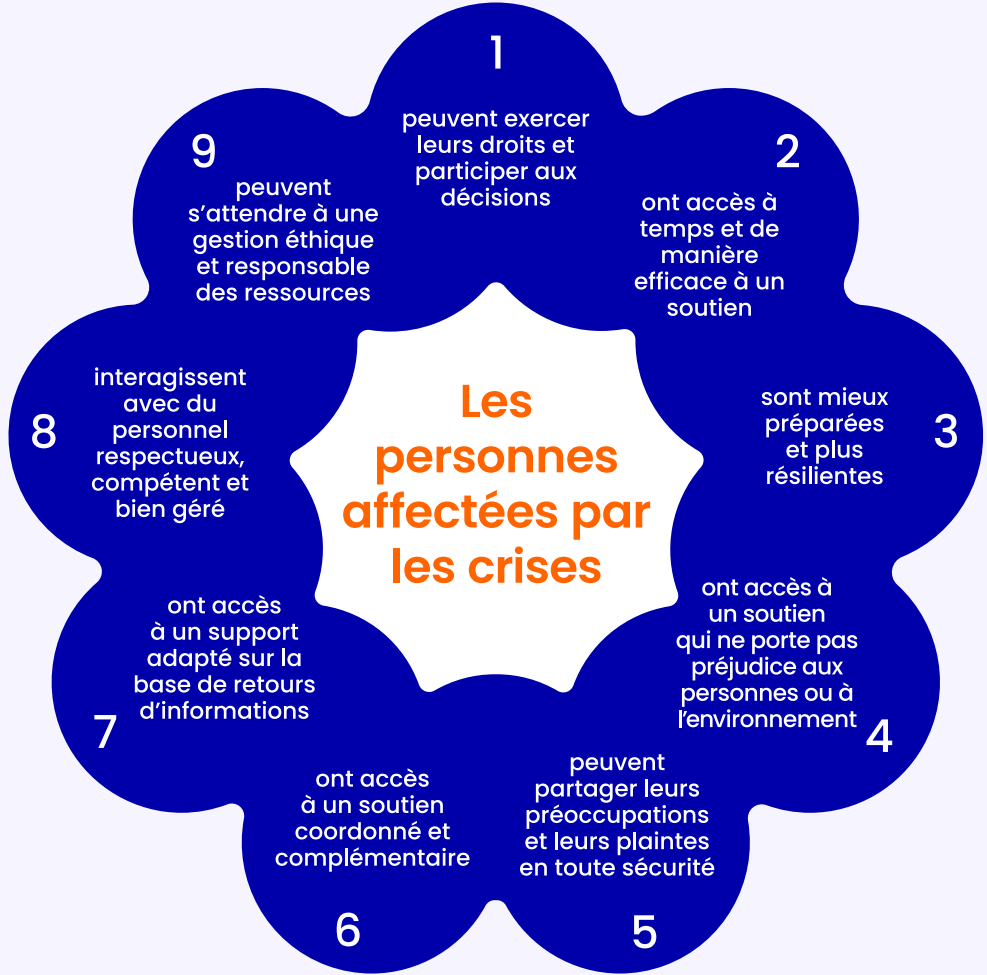 Les
personnes
affectées par
les crises
1
peuvent exercer
leurs droits et
participer aux
décisions
2
ont accès à
temps et de
manière
efficace à un
soutien
3
sont mieux
préparées
et plus
résilientes
4
ont accès à
un soutien
qui ne porte pas
préjudice aux
personnes ou à
l’environnement
5
peuvent
partager leurs
préoccupations
et leurs plaintes
en toute sécurité
6
ont accès
à un soutien
coordonné et
complémentaire
7
ont accès
à un support
adapté sur la
base de retours
d’informations
8
interagissent
avec du
personnel
respectueux,
compétent et
bien géré
9
peuvent
s’attendre à une
gestion éthique
et responsable
des ressources